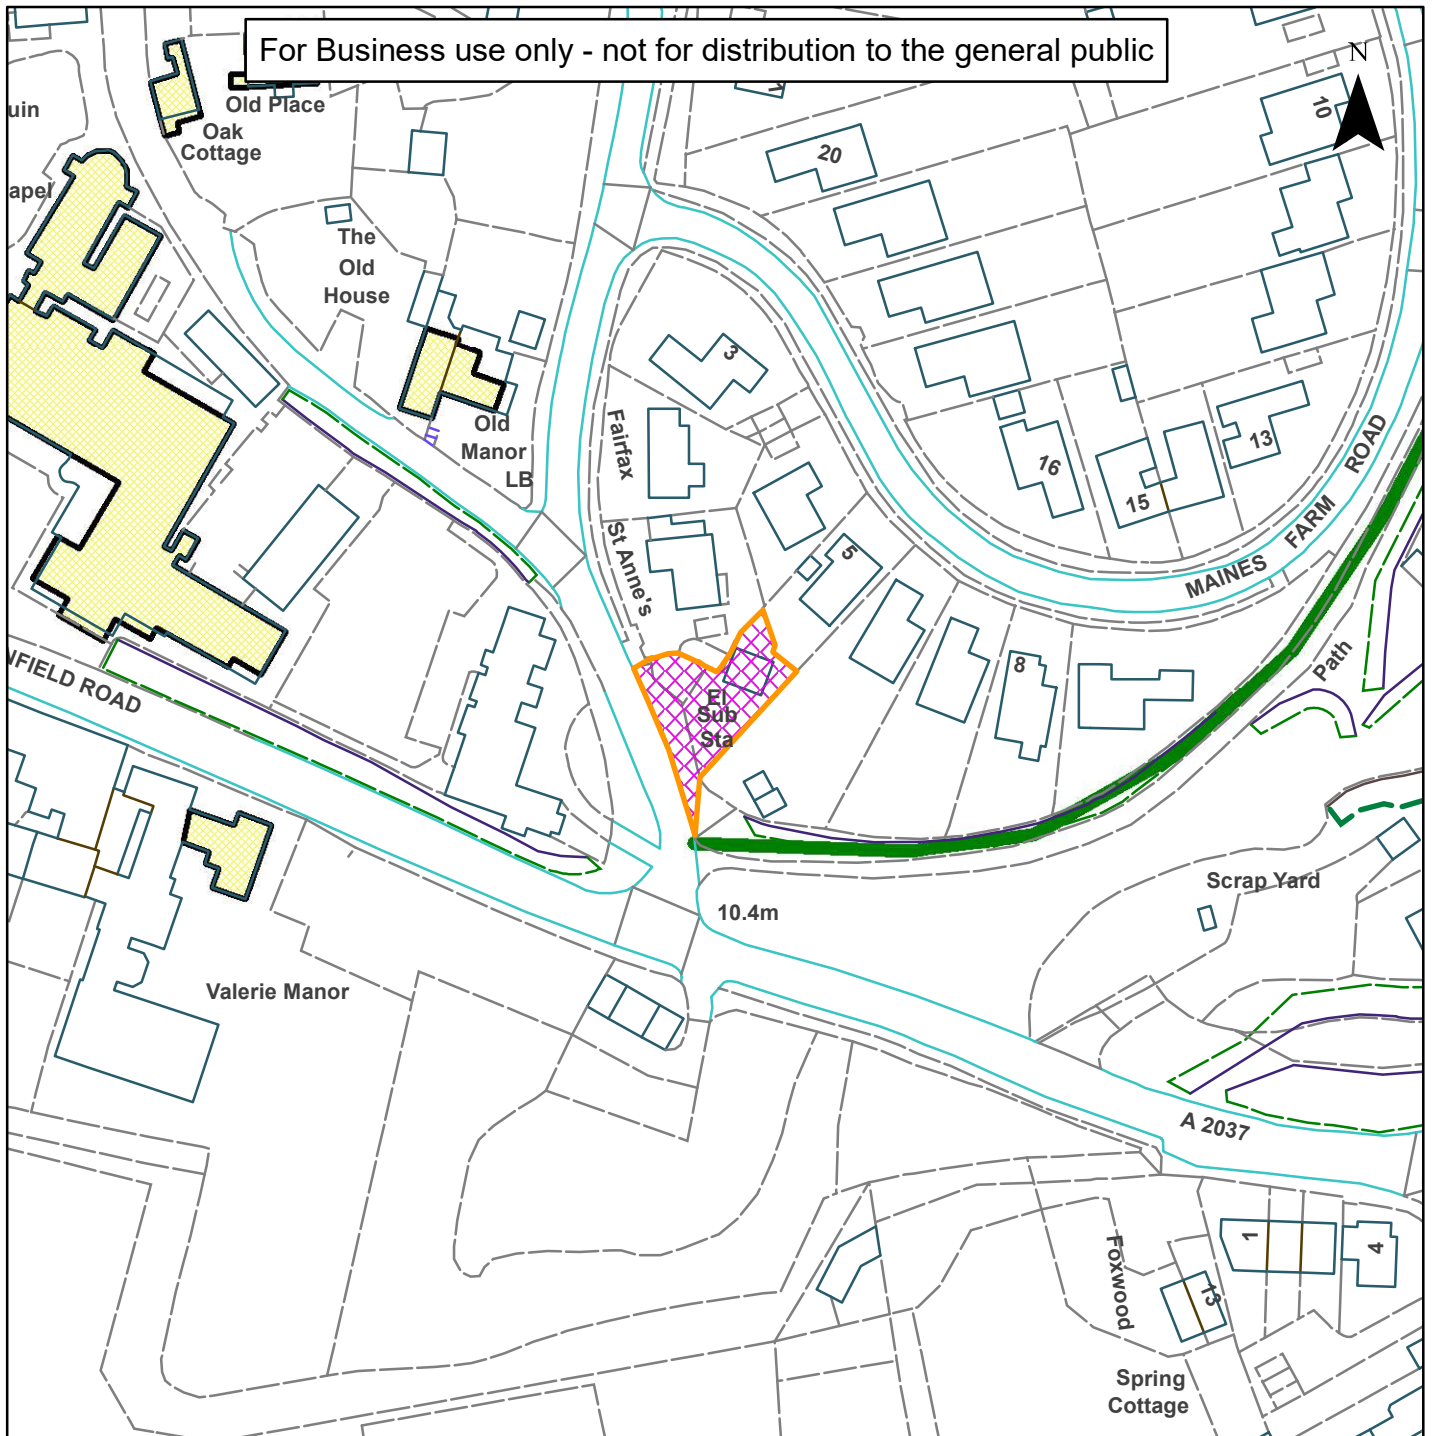 For Business use only - not for distribution to the general public
N
7
Old Place
Oak
Cottage
uin
apel
20
10
The
Old
House
3
Fairfax
Old
Manor
LB
16
15
13
MAINES FARM ROAD
St Anne's
5
8
Path
NFIELD ROAD
El
Sub
Sta
Scrap Yard
10.4m
Valerie Manor
A 2037
Foxwood
1
4
13
Spring
Cottage